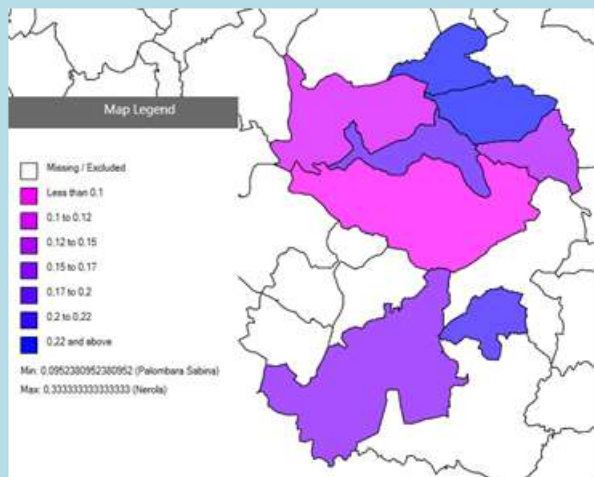 Map Legend
Missing / Excluded
Less than 0.1
0.1 to 0.12
0.12 to 0.15
0.15 to 0.17
0.17 to 0.2
0.2 to 0.22
0.22 and above
Min: 0,0952380952380952 (Palombara Sabina)
Max: 0,333333333333333 (Nerola)